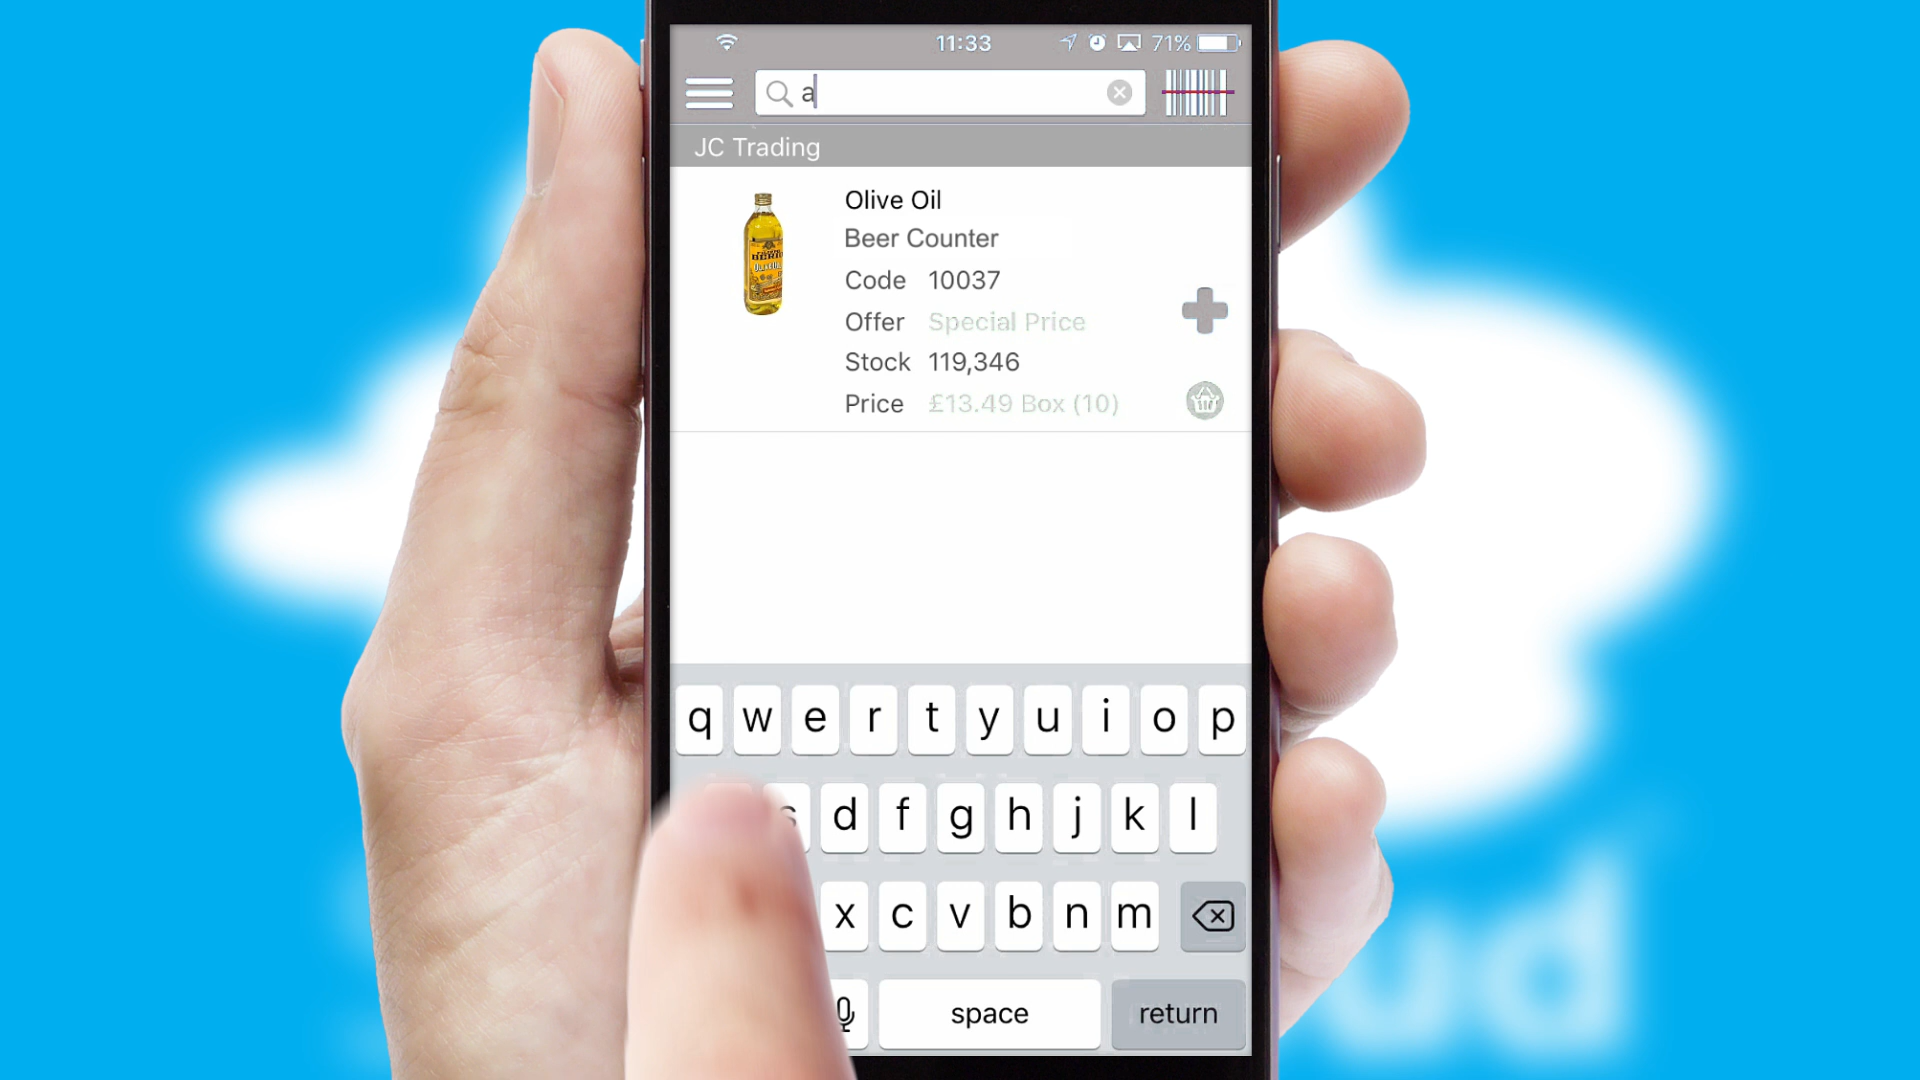 11:33 71%
a
JC Trading
Olive Oil
Beer Counter
Code 10037
Offer Special Price
Stock 119,346
Price £13.49 Box (10)
q w e r t y u i o p
s d f g h j k l
x c v b n m
space return
ud